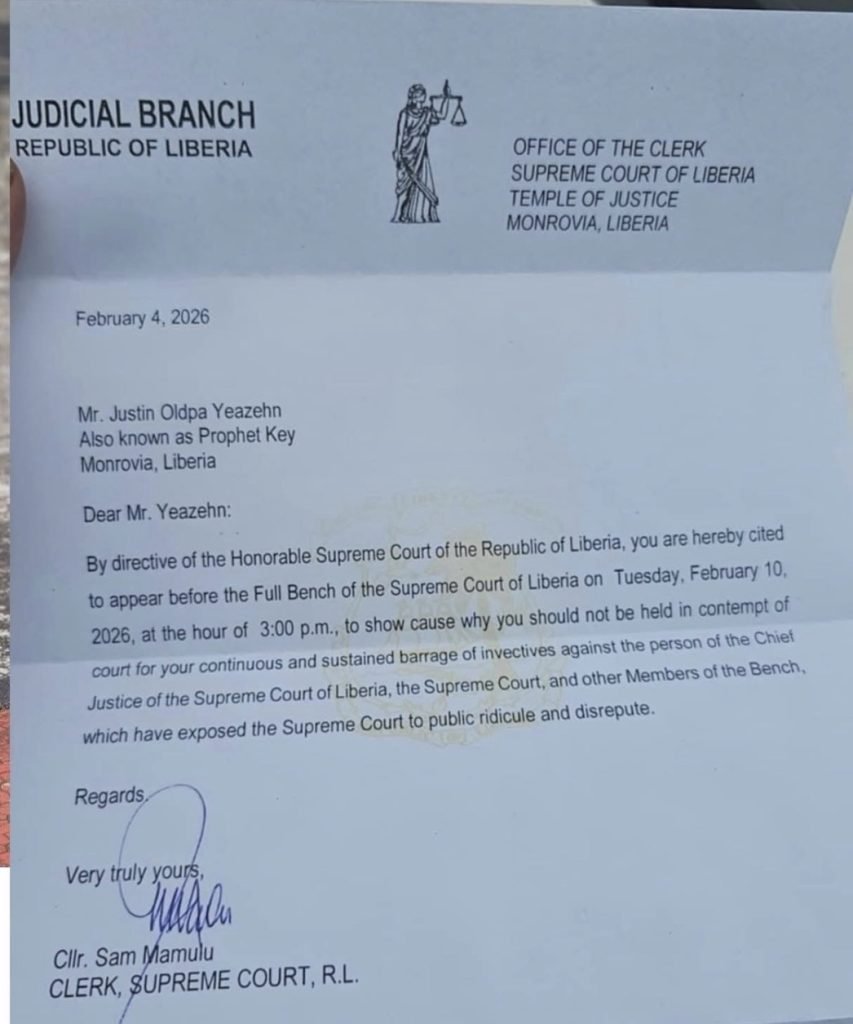 JUDICIAL BRANCH
REPUBLIC OF LIBERIA
OFFICE OF THE CLERK
SUPREME COURT OF LIBERIA
TEMPLE OF JUSTICE
MONROVIA, LIBERIA
February 4, 2026
Mr. Justin Oldpa Yeazehn
Also known as Prophet Key
Monrovia, Liberia
Dear Mr. Yeazehn:
By directive of the Honorable Supreme Court of the Republic of Liberia, you are hereby cited
to appear before the Full Bench of the Supreme Court of Liberia on Tuesday, February 10,
2026, at the hour of 3:00 p.m., to show cause why you should not be held in contempt of
court for your continuous and sustained barrage of invectives against the person of the Chief
Justice of the Supreme Court of Liberia, the Supreme Court, and other Members of the Bench,
which have exposed the Supreme Court to public ridicule and disrepute.
Regards,
Very truly yours,
Cllr. Sam Mamulu
CLERK, SUPREME COURT, R.L.